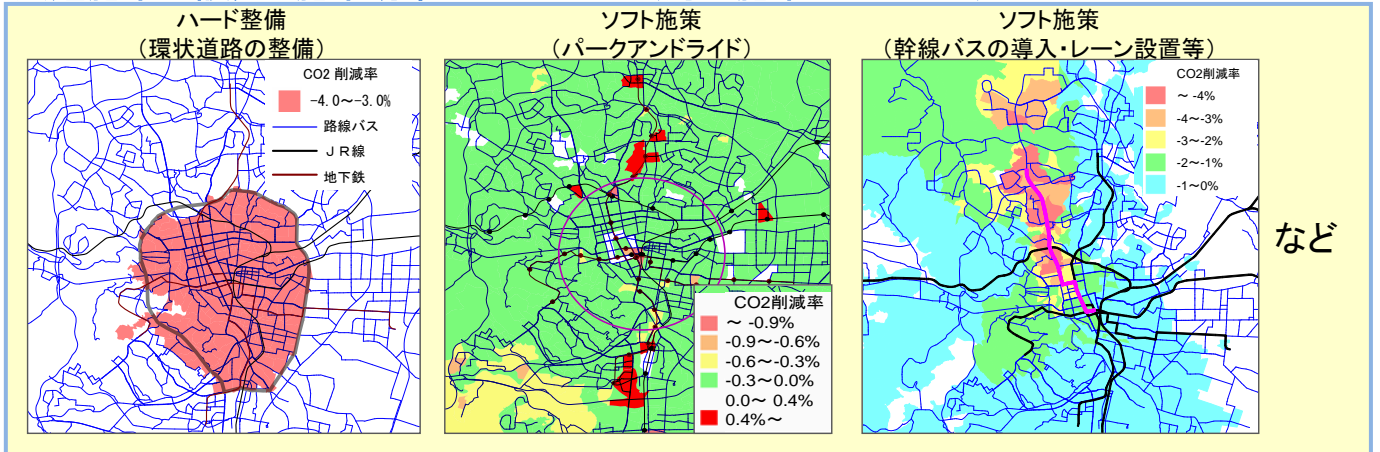 ハード整備
(環状道路の整備)
CO2 削減率
-4.0～-3.0%
路線バス
ＪＲ線
地下鉄
ソフト施策
(パークアンドライド)
CO2削減率
～ -0.9%
-0.9～-0.6%
-0.6～-0.3%
-0.3～0.0%
0.0～ 0.4%
0.4%～
ソフト施策
(幹線バスの導入・レーン設置等)
CO2削減率
～ -4%
-4～-3%
-3～-2%
-2～-1%
-1～0%
など